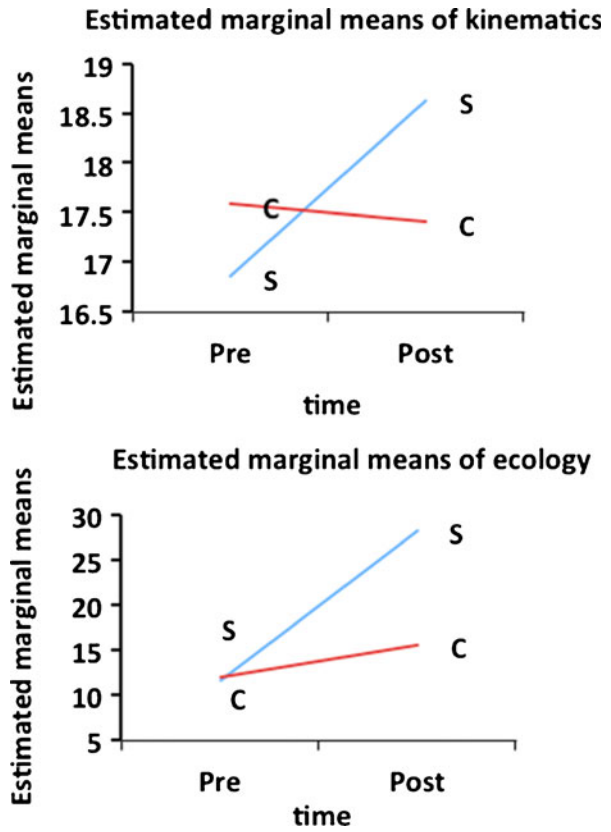 Estimated marginal means of kinematics
Estimated marginal means
19
18.5
18
17.5
17
16.5
S
C
C
S
Pre Post
time
Estimated marginal means of ecology
Estimated marginal means
30
25
20
15
10
5
S
S
C
C
Pre Post
time